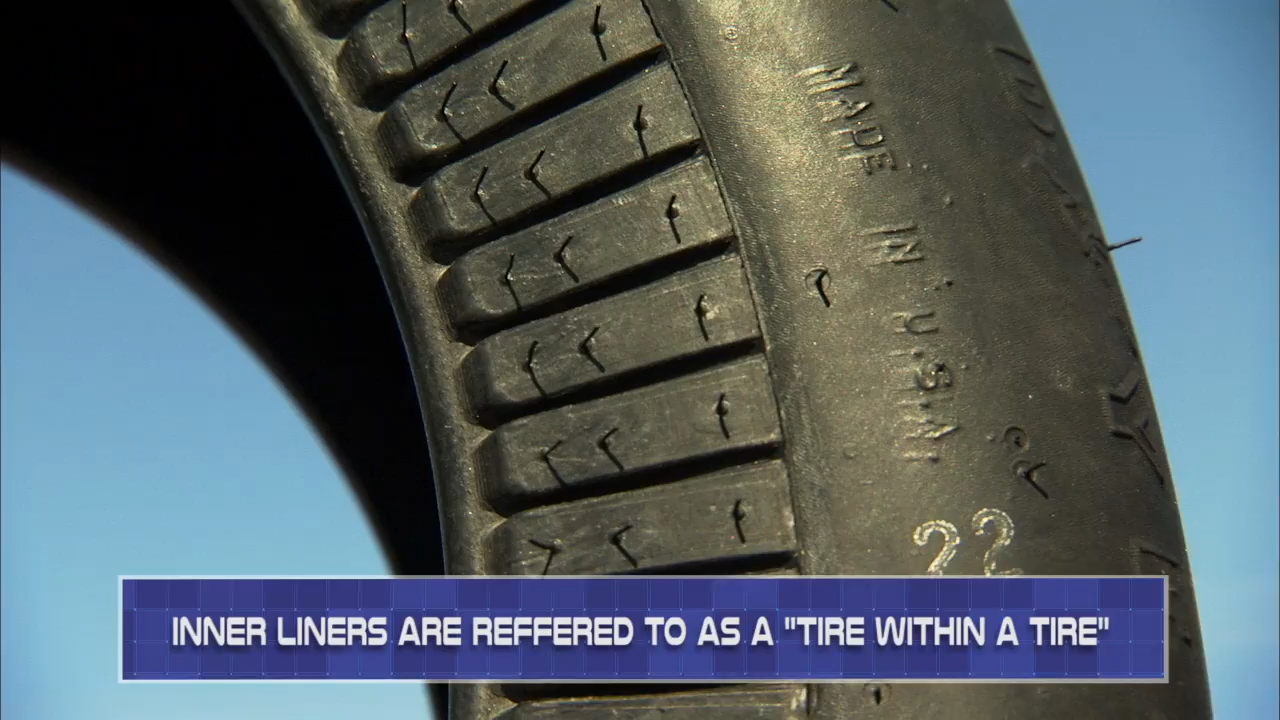 MADE IN U.S.A.
22
INNER LINERS ARE REFFERED TO AS A "TIRE WITHIN A TIRE"